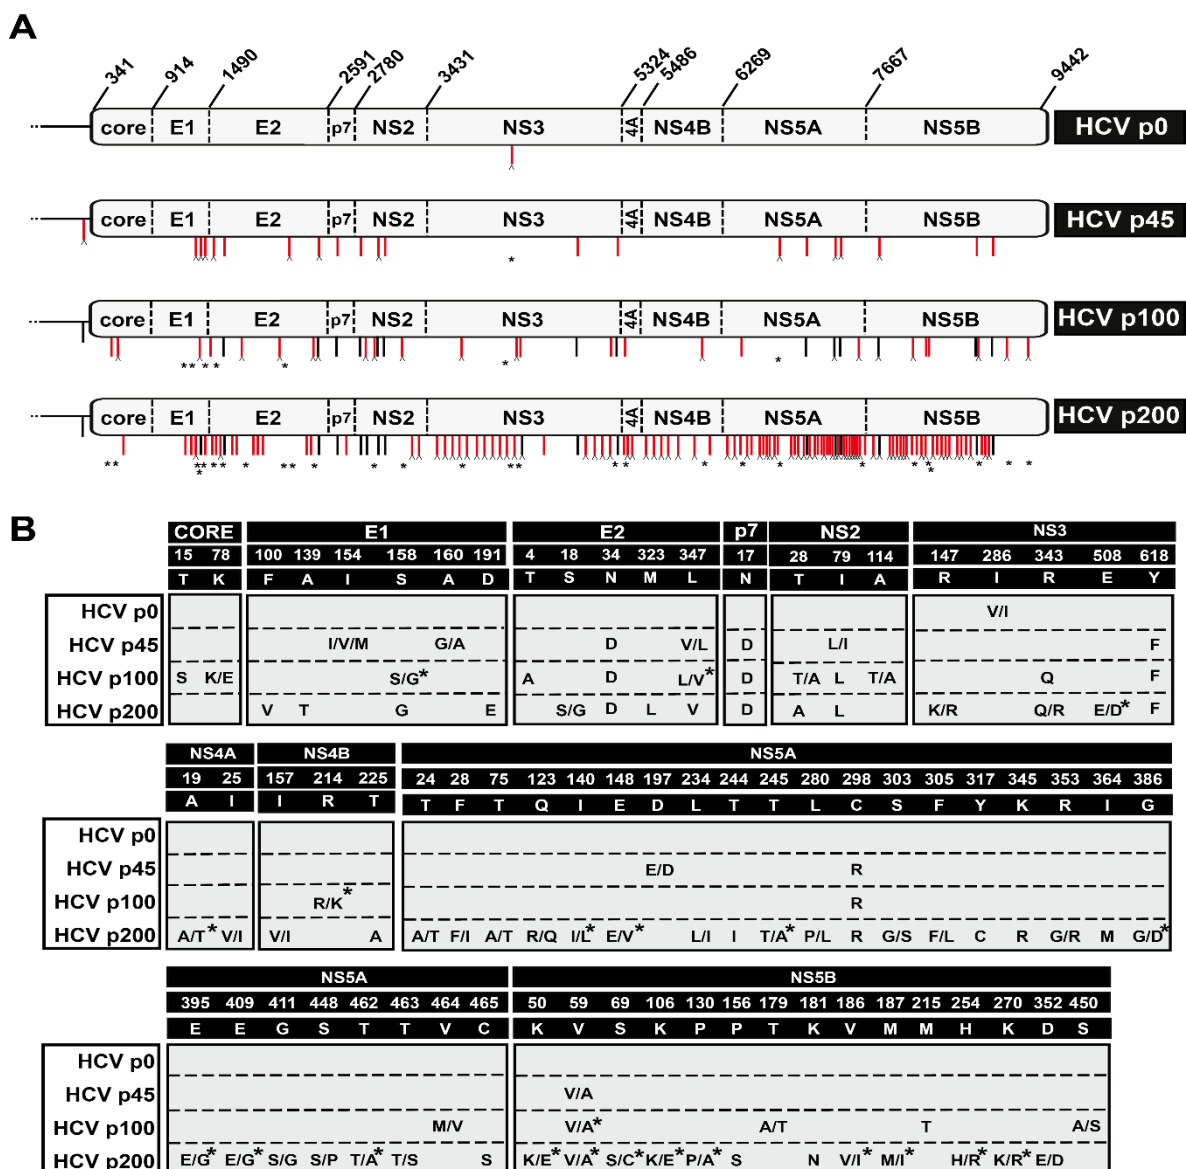 A
341 914 1490 2591 2780 3431 5324 5486 6269 7667 9442
core E1 E2 p7 NS2 NS3 4A NS4B NS5A NS5B HCV p0
core E1 E2 p7 NS2 NS3 4A NS4B NS5A NS5B HCV p45
*
core E1 E2 p7 NS2 NS3 4A NS4B NS5A NS5B HCV p100
** * * * * *
core E1 E2 p7 NS2 NS3 4A NS4B NS5A NS5B HCV p200
B
CORE E1 E2 p7 NS2 NS3
15 78 100 139 154 158 160 191 4 18 34 323 347 17 28 79 114 147 286 343 508 618
T K F A I S A D T S N M L N T I A R I R E Y
HCV p0 V/I
HCV p45 I/V/M G/A D V/L D L/I F
HCV p100 S K/E S/G* A D L/V* D T/A L T/A Q F
HCV p200 V T G E S/G D L V D A L K/R Q/R E/D* F
NS4A NS4B NS5A
19 25 157 214 225 24 28 75 123 140 148 197 234 244 245 280 298 303 305 317 345 353 364 386
A I I R T T F T Q I E D L T T L C S F Y K R I G
HCV p0
HCV p45 E/D R
HCV p100 R/K* R
HCV p200 A/T* V/I V/I A A/T F/I A/T R/Q I/L* E/V* L/I I T/A* P/L R G/S F/L C R G/R M G/D*
NS5A NS5B
395 409 411 448 462 463 464 465 50 59 69 106 130 156 179 181 186 187 215 254 270 352 450
E E G S T T V C K V S K P P T K V M M H K D S
HCV p0
HCV p45 V/A
HCV p100 M/V V/A* A/T T A/S
HCV p200 E/G* E/G* S/G S/P T/A* T/S S K/E* V/A* S/C* K/E* P/A* S N V/I* M/I* H/R* K/R* E/D